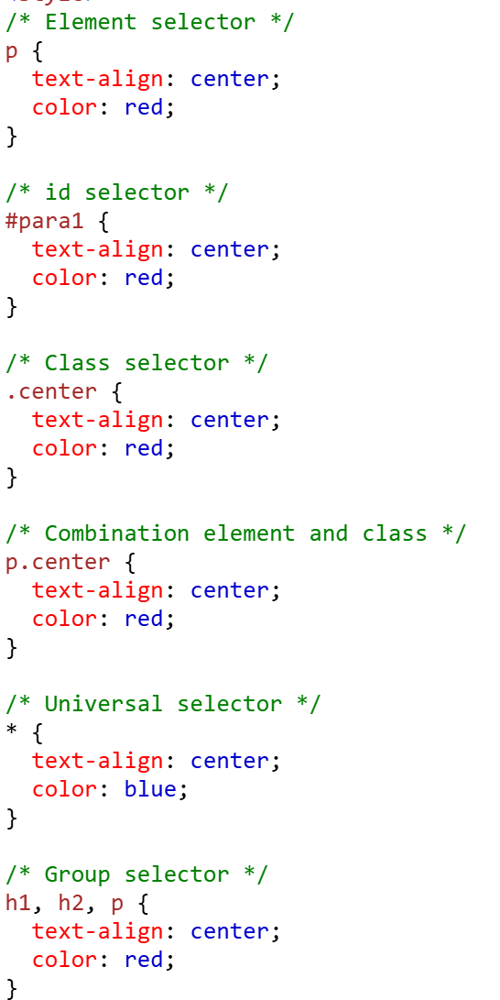 /* Element selector */
p {
  text-align: center;
  color: red;
}

/* id selector */
#para1 {
  text-align: center;
  color: red;
}

/* Class selector */
.center {
  text-align: center;
  color: red;
}

/* Combination element and class */
p.center {
  text-align: center;
  color: red;
}

/* Universal selector */
* {
  text-align: center;
  color: blue;
}

/* Group selector */
h1, h2, p {
  text-align: center;
  color: red;
}